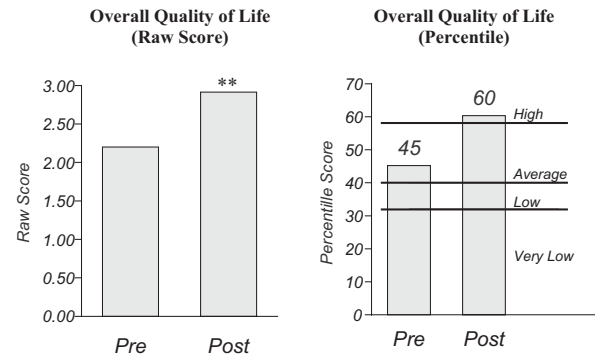 Overall Quality of Life
(Raw Score)
3.00
2.50
2.00
1.50
1.00
0.50
0.00
Raw Score
**
Pre
Post
Overall Quality of Life
(Percentile)
70
60
50
40
30
20
10
0
Percentille Score
45
60
High
Average
Low
Very Low
Pre
Post